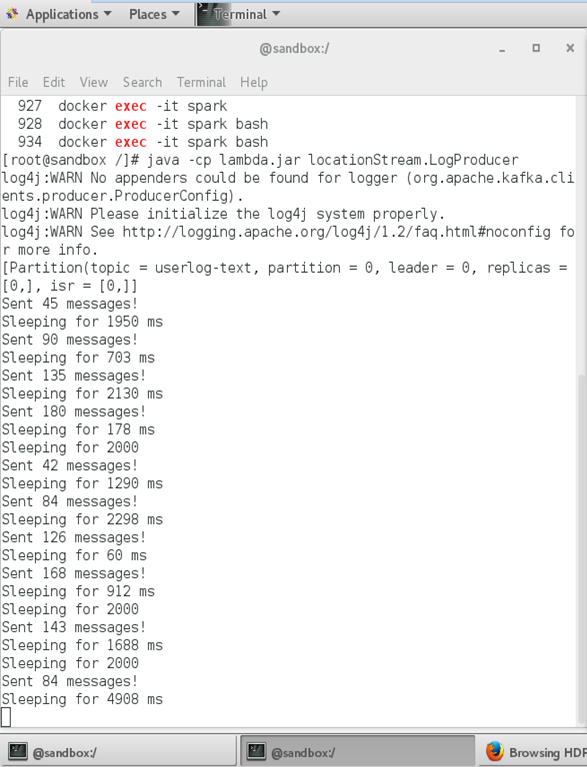 Applications Places Terminal
@sandbox:/
File Edit View Search Terminal Help
927 docker exec -it spark
928 docker exec -it spark bash
934 docker exec -it spark bash
[root@sandbox /]# java -cp lambda.jar locationStream.LogProducer
log4j:WARN No appenders could be found for logger (org.apache.kafka.cli
ents.producer.ProducerConfig).
log4j:WARN Please initialize the log4j system properly.
log4j:WARN See http://logging.apache.org/log4j/1.2/faq.html#noconfig fo
r more info.
[Partition(topic = userlog-text, partition = 0, leader = 0, replicas =
[0,], isr = [0,]]
Sent 45 messages!
Sleeping for 1950 ms
Sent 90 messages!
Sleeping for 703 ms
Sent 135 messages!
Sleeping for 2130 ms
Sent 180 messages!
Sleeping for 178 ms
Sleeping for 2000
Sent 42 messages!
Sleeping for 1290 ms
Sent 84 messages!
Sleeping for 2298 ms
Sent 126 messages!
Sleeping for 60 ms
Sent 168 messages!
Sleeping for 912 ms
Sleeping for 2000
Sent 143 messages!
Sleeping for 1688 ms
Sleeping for 2000
Sent 84 messages!
Sleeping for 4908 ms
@sandbox:/ @sandbox:/ Browsing HDF